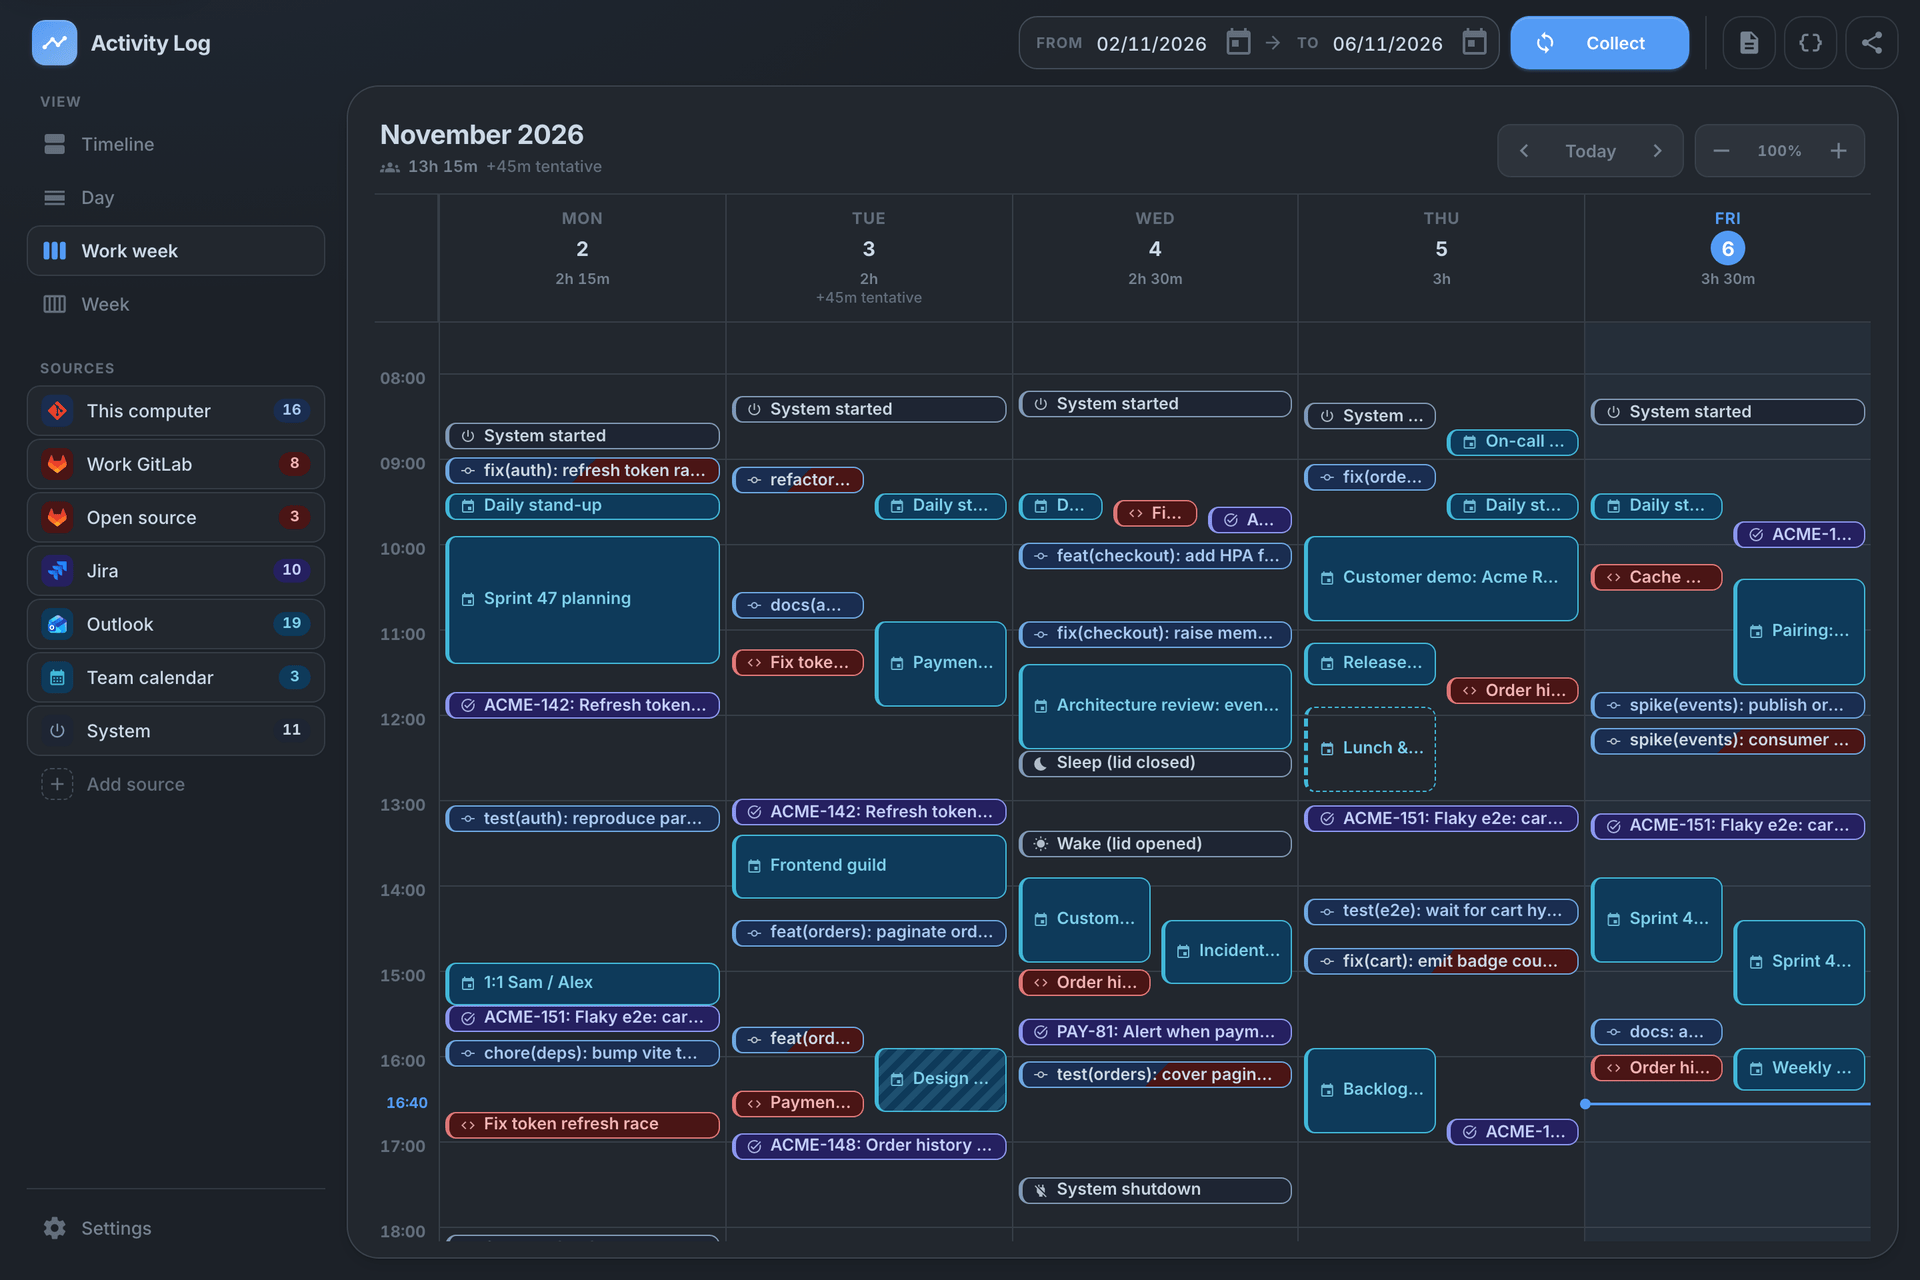 Activity Log
FROM 02/11/2026 TO 06/11/2026
Collect
VIEW
Timeline
Day
Work week
Week
SOURCES
This computer 16
Work GitLab 8
Open source 3
Jira 10
Outlook 19
Team calendar 3
System 11
Add source
Settings
November 2026
13h 15m +45m tentative
Today
100%
MON
2
2h 15m
TUE
3
2h
+45m tentative
WED
4
2h 30m
THU
5
3h
FRI
6
3h 30m
08:00
09:00
10:00
11:00
12:00
13:00
14:00
15:00
16:00
16:40
17:00
18:00
System started
fix(auth): refresh token ra...
Daily stand-up
Sprint 47 planning
ACME-142: Refresh token...
test(auth): reproduce par...
1:1 Sam / Alex
ACME-151: Flaky e2e: car...
chore(deps): bump vite t...
Fix token refresh race
System started
refactor...
Daily st...
docs(a...
Fix toke...
Paymen...
ACME-142: Refresh token...
Frontend guild
feat(orders): paginate ord...
feat(ord...
Design ...
Paymen...
ACME-148: Order history ...
System started
D...
Fi...
A...
feat(checkout): add HPA f...
fix(checkout): raise mem...
Architecture review: even...
Sleep (lid closed)
Wake (lid opened)
Custom...
Incident...
Order hi...
PAY-81: Alert when paym...
test(orders): cover pagin...
System shutdown
System ...
On-call ...
fix(orde...
Daily st...
Customer demo: Acme R...
Release...
Order hi...
Lunch &...
ACME-151: Flaky e2e: car...
test(e2e): wait for cart hy...
fix(cart): emit badge cou...
Backlog...
ACME-1...
System started
Daily st...
ACME-1...
Cache ...
Pairing:...
spike(events): publish or...
spike(events): consumer ...
ACME-151: Flaky e2e: car...
Sprint 4...
Sprint 4...
docs: a...
Order hi...
Weekly ...